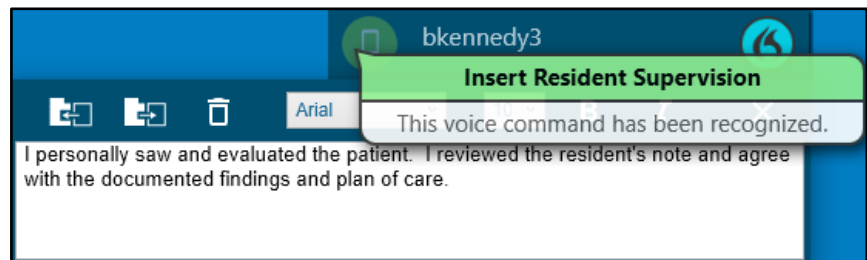 bkennedy3
Insert Resident Supervision
This voice command has been recognized.
Arial
I personally saw and evaluated the patient.  I reviewed the resident's note and agree
with the documented findings and plan of care.